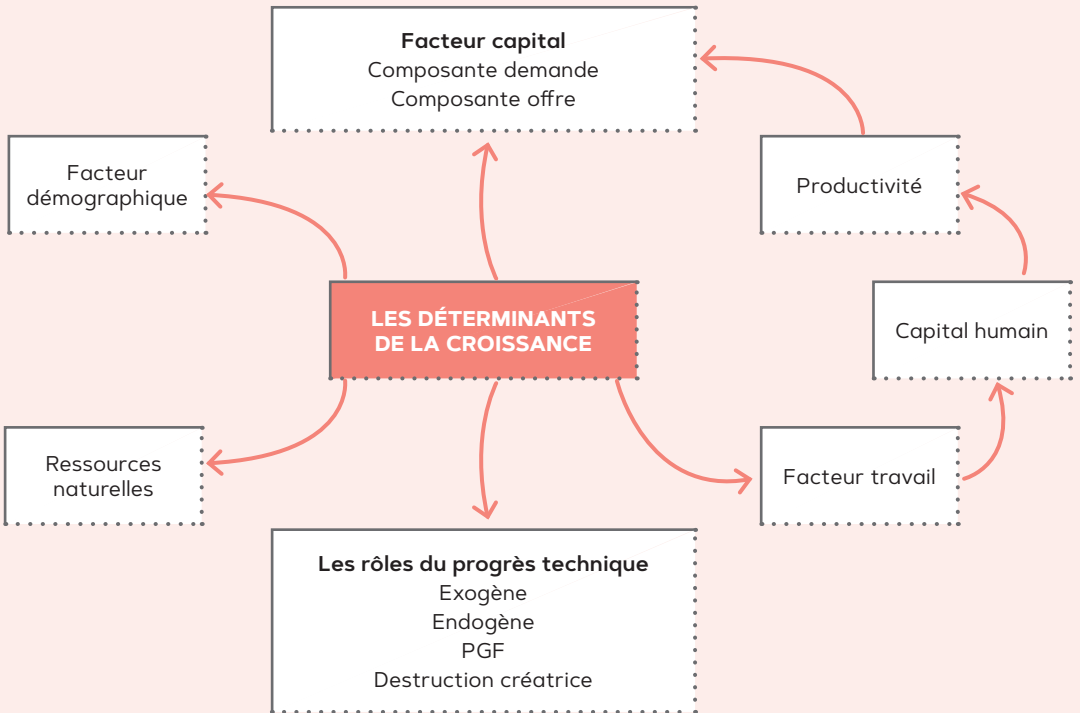 Facteur capital
Composante demande
Composante offre
Facteur
démographique
Productivité
LES DÉTERMINANTS
DE LA CROISSANCE
Capital humain
Ressources
naturelles
Facteur travail
Les rôles du progrès technique
Exogène
Endogène
PGF
Destruction créatrice